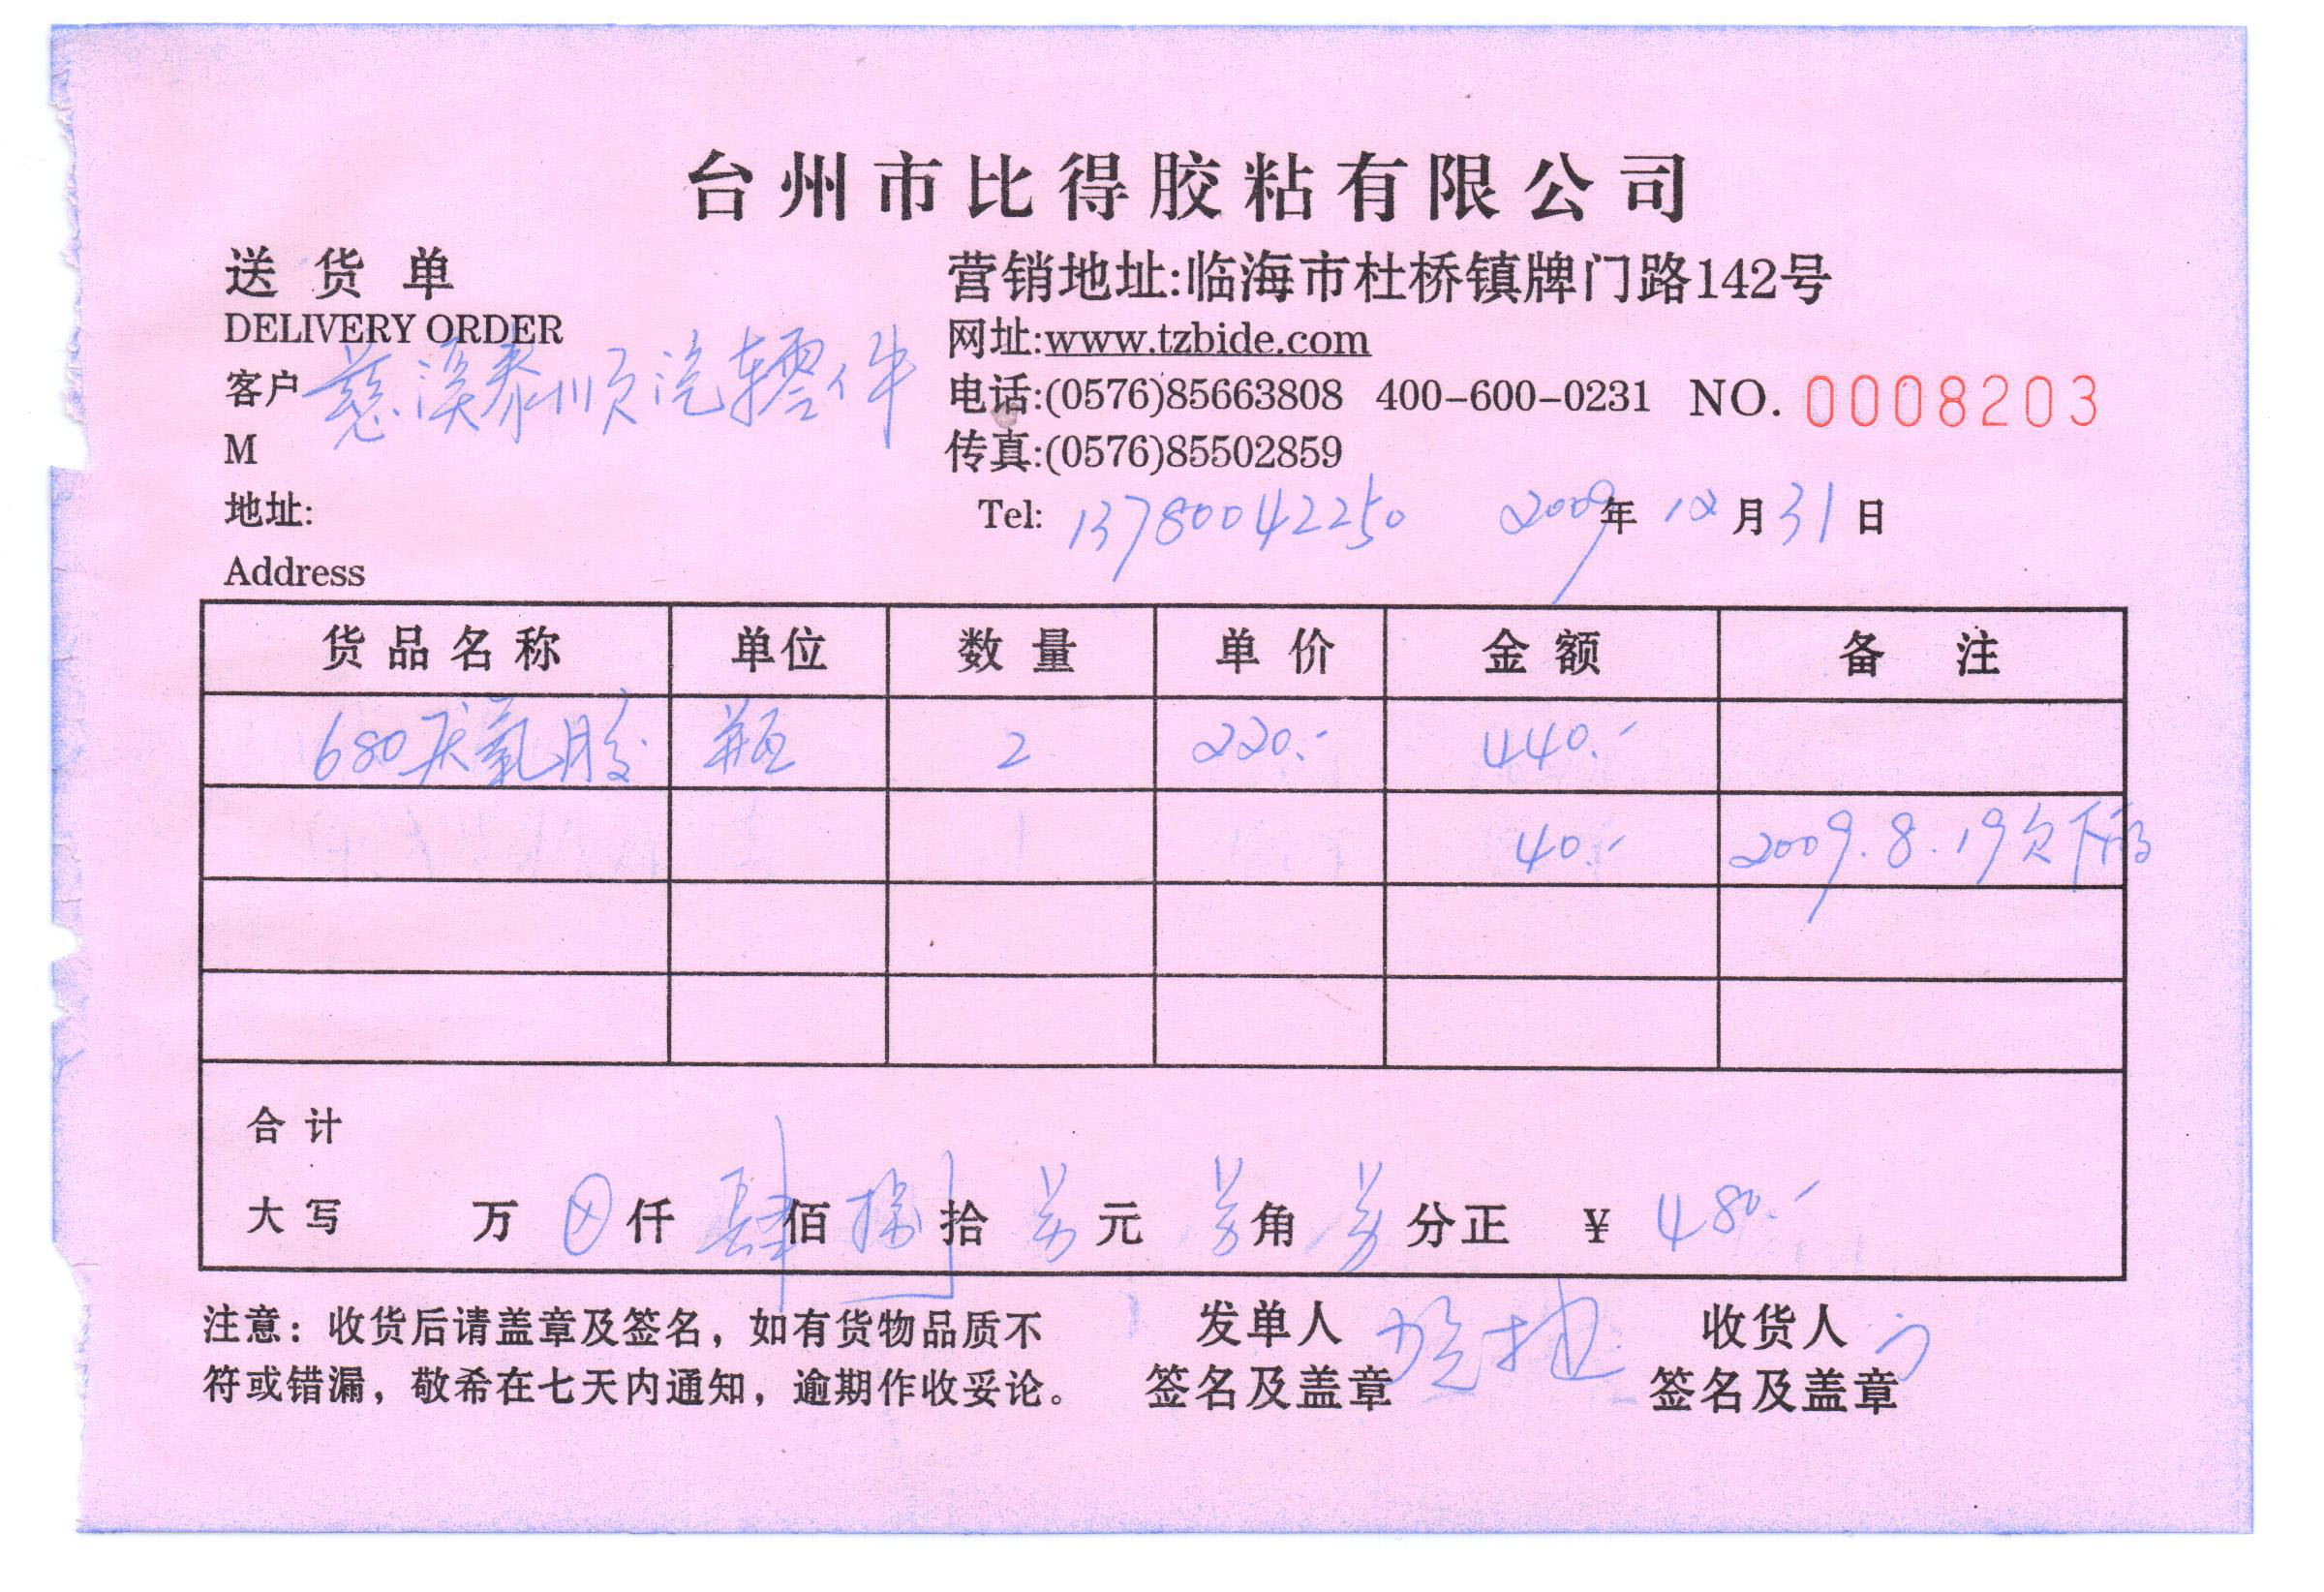 台州市比得胶粘有限公司
送货单
营销地址:临海市杜桥镇牌门路142号
DELIVERY ORDER
网址:www.tzbide.com
客户 慈溪泰顺汽车零件
电话:(0576)85663808 400-600-0231 NO. 0008203
M
传真:(0576)85502859
地址:
Tel: 13780042250 2009年12月31日
Address
货品名称 单位 数量 单价 金额 备注
680厌氧胶 瓶 2 220.- 440.-
40.- 2009.8.19欠下的
合计
大写 万 仟 肆佰 捌拾 元 角 分正 ¥ 480.-
注意：收货后请盖章及签名，如有货物品质不
符或错漏，敬希在七天内通知，逾期作收妥论。
发单人
签名及盖章
收货人
签名及盖章